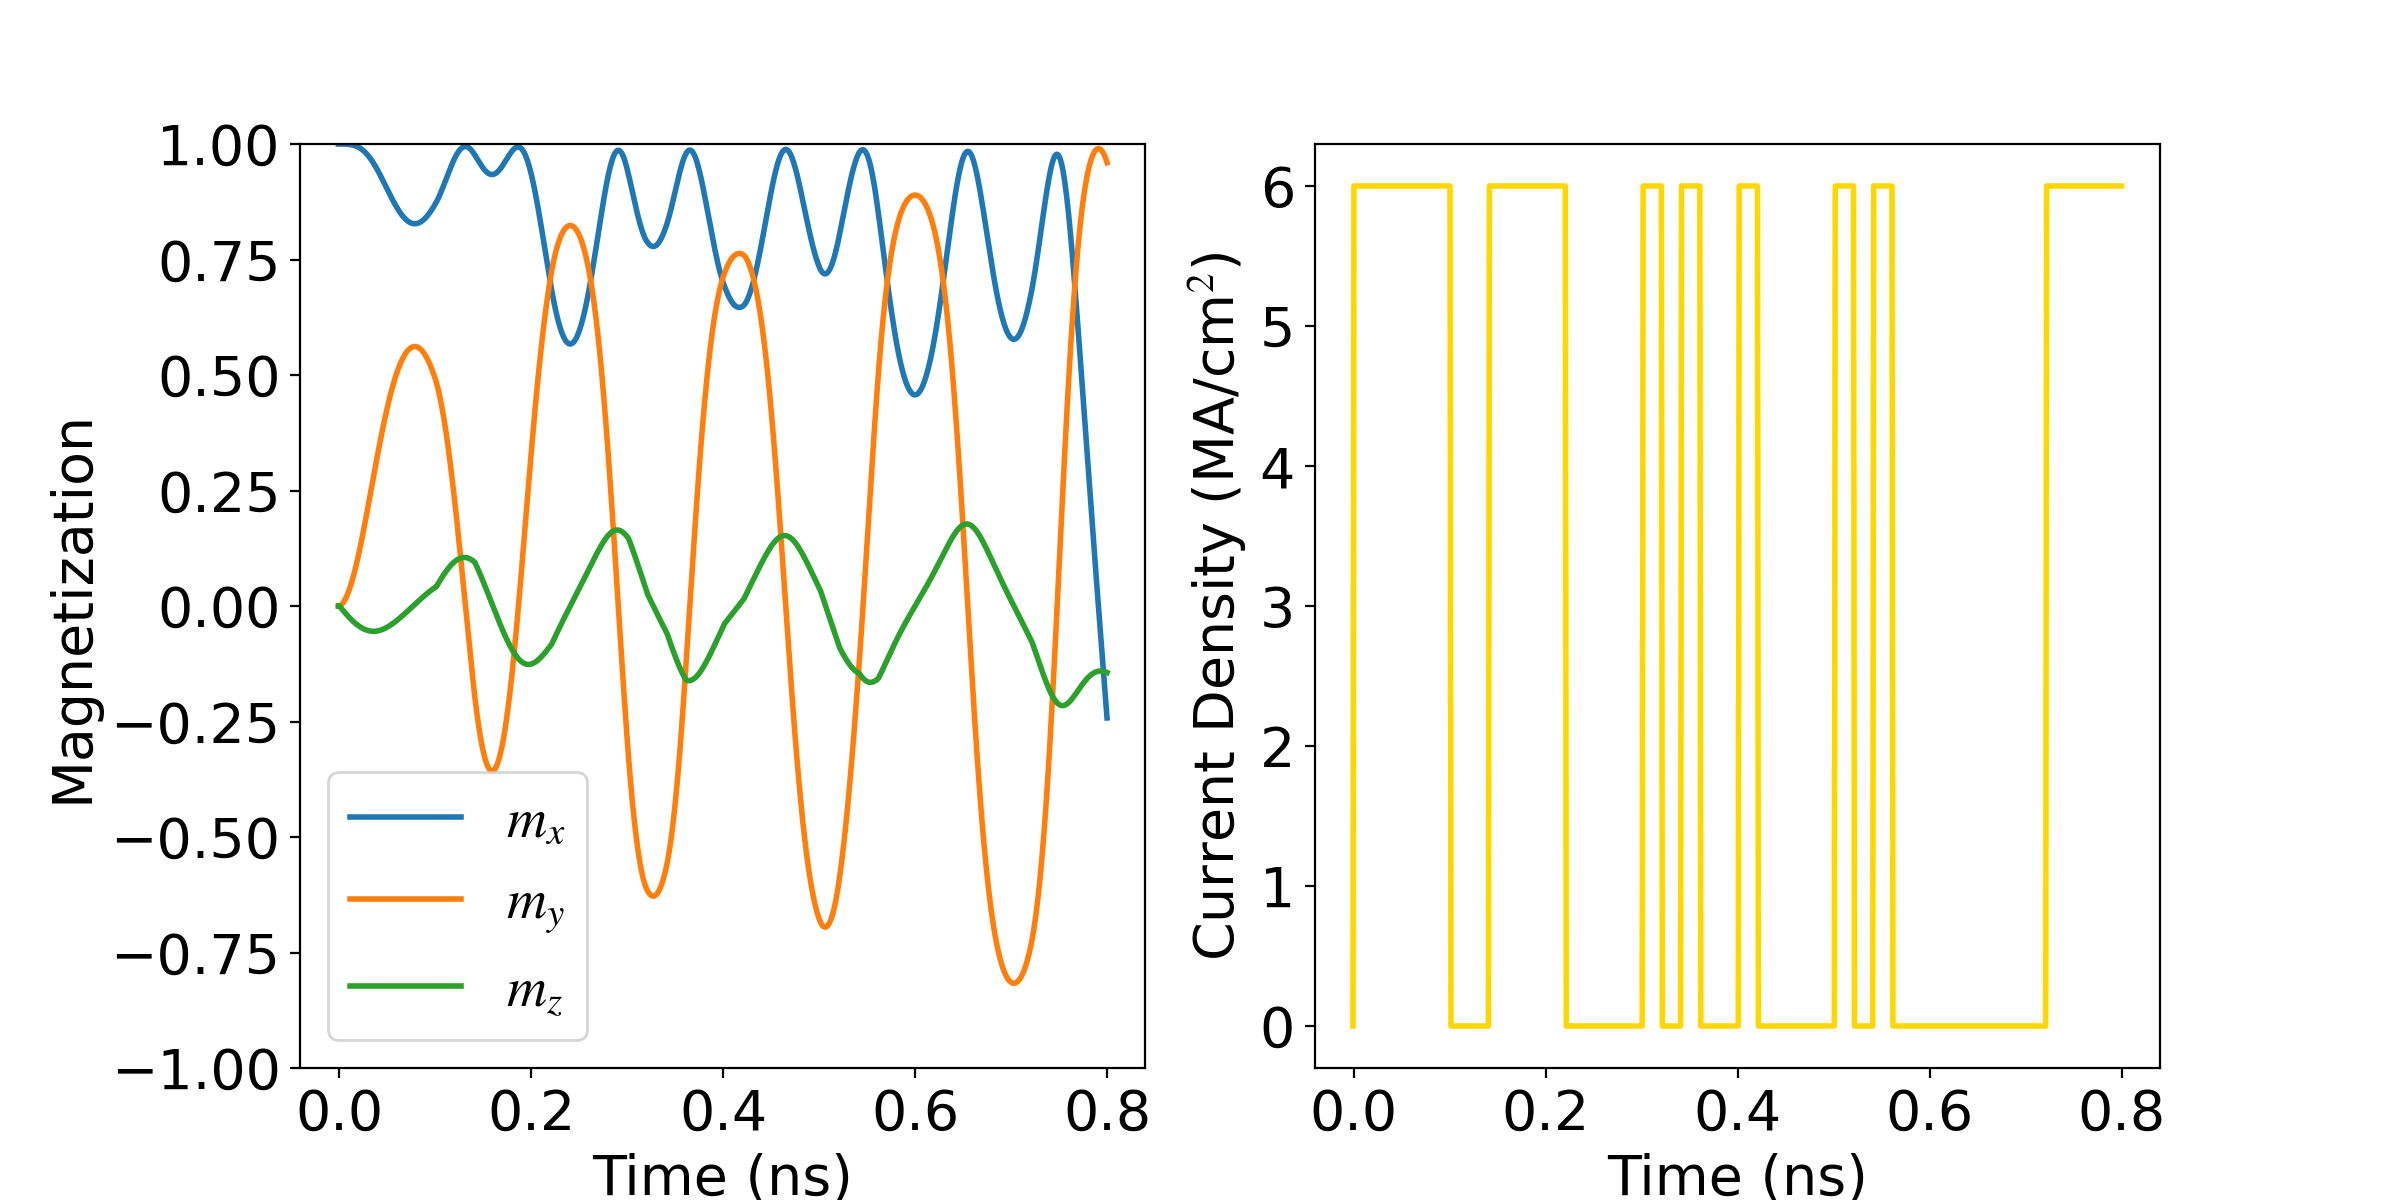 Magnetization
1.00
0.75
0.50
0.25
0.00
−0.25
−0.50
−0.75
−1.00
0.0 0.2 0.4 0.6 0.8
Time (ns)
m_x
m_y
m_z
Current Density (MA/cm²)
6
5
4
3
2
1
0
0.0 0.2 0.4 0.6 0.8
Time (ns)